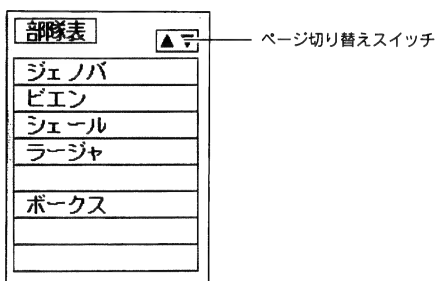 部隊表
▲▼ ページ切り替えスイッチ
ジェノバ
ビエン
シェール
ラージャ
ボークス